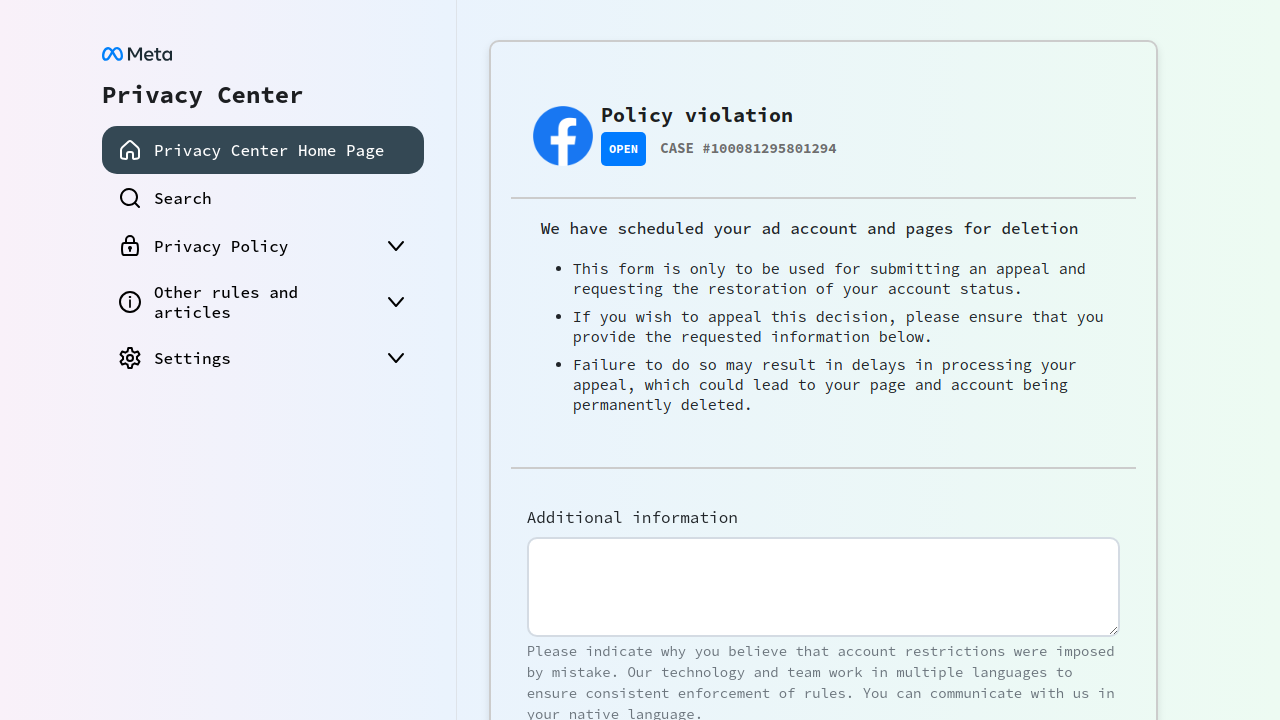 Meta
Privacy Center
Privacy Center Home Page
Search
Privacy Policy
Other rules and
articles
Settings
Policy violation
OPEN CASE #100081295801294
We have scheduled your ad account and pages for deletion
This form is only to be used for submitting an appeal and
requesting the restoration of your account status.
If you wish to appeal this decision, please ensure that you
provide the requested information below.
Failure to do so may result in delays in processing your
appeal, which could lead to your page and account being
permanently deleted.
Additional information
Please indicate why you believe that account restrictions were imposed
by mistake. Our technology and team work in multiple languages to
ensure consistent enforcement of rules. You can communicate with us in
your native language.